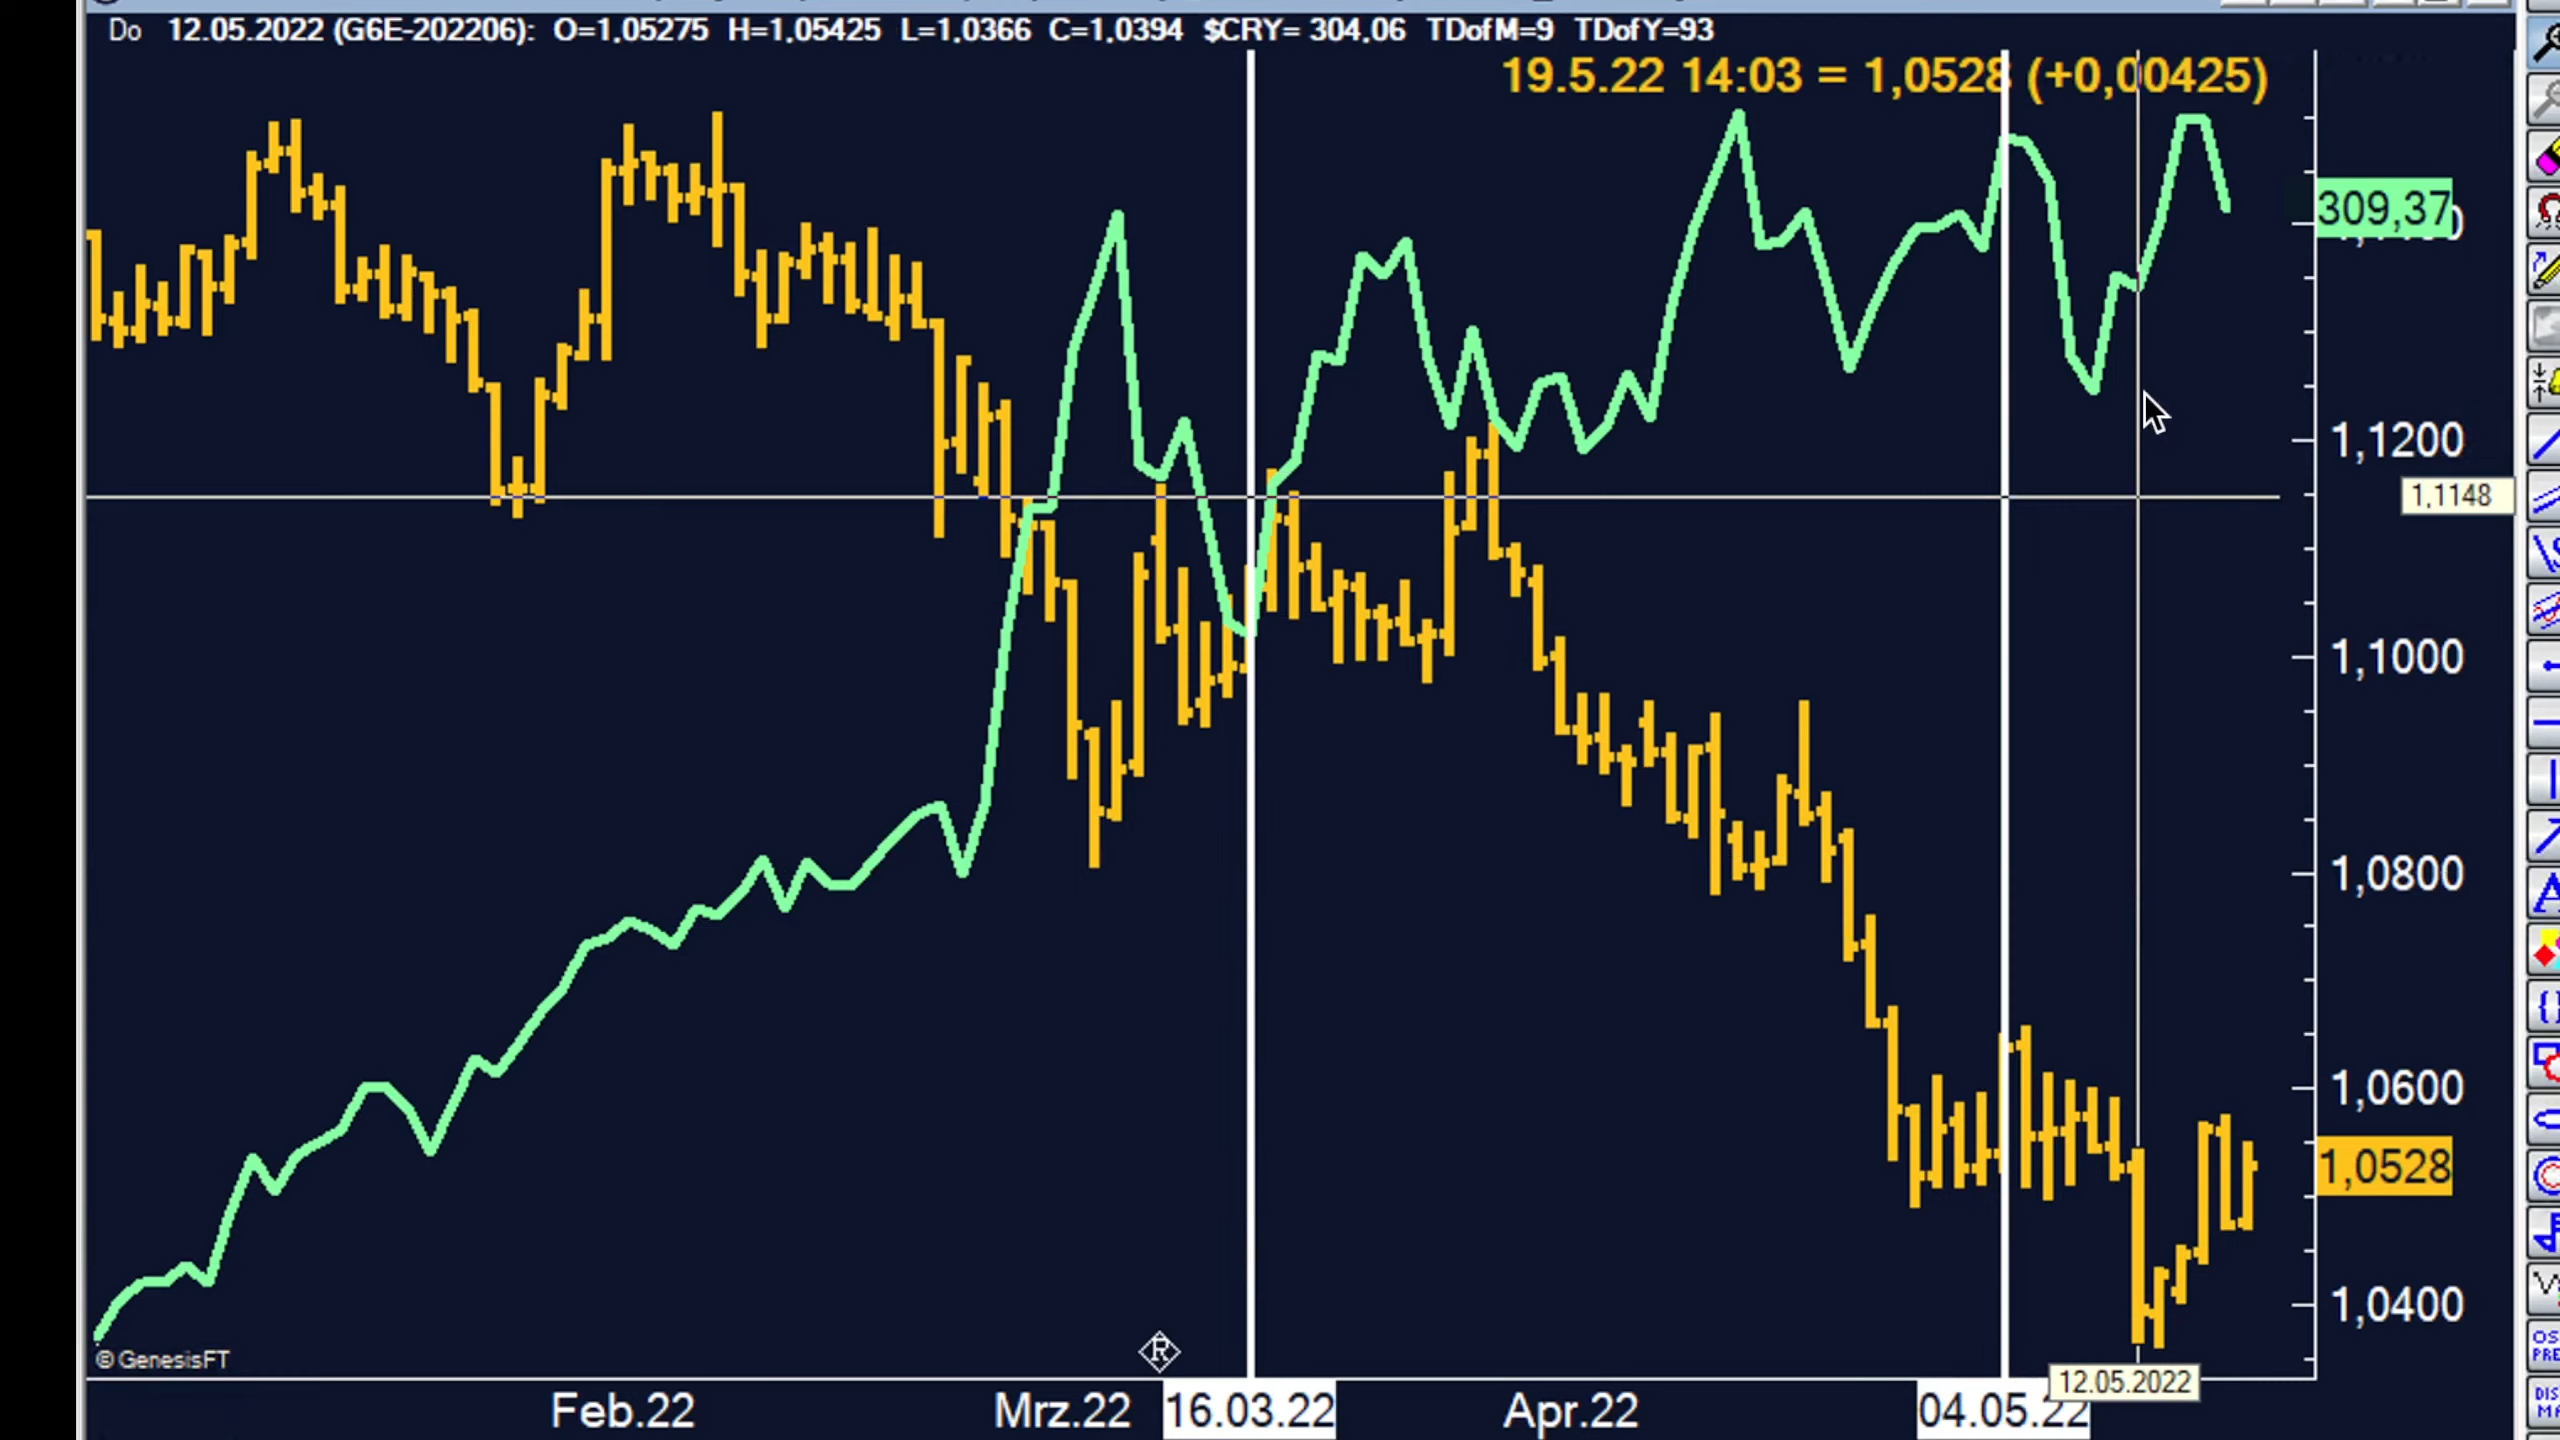 Do 12.05.2022 (G6E-202206): O=1,05275 H=1,05425 L=1,0366 C=1,0394 $CRY= 304,06 TDofM=9 TDofY=93
19.5.22 14:03 = 1,0528 (+0,00425)
309,37
1,1200
1,1148
1,1000
1,0800
1,0600
1,0528
1,0400
© GenesisFT
R
12.05.2022
Feb.22 Mrz.22 16.03.22 Apr.22 04.05.22